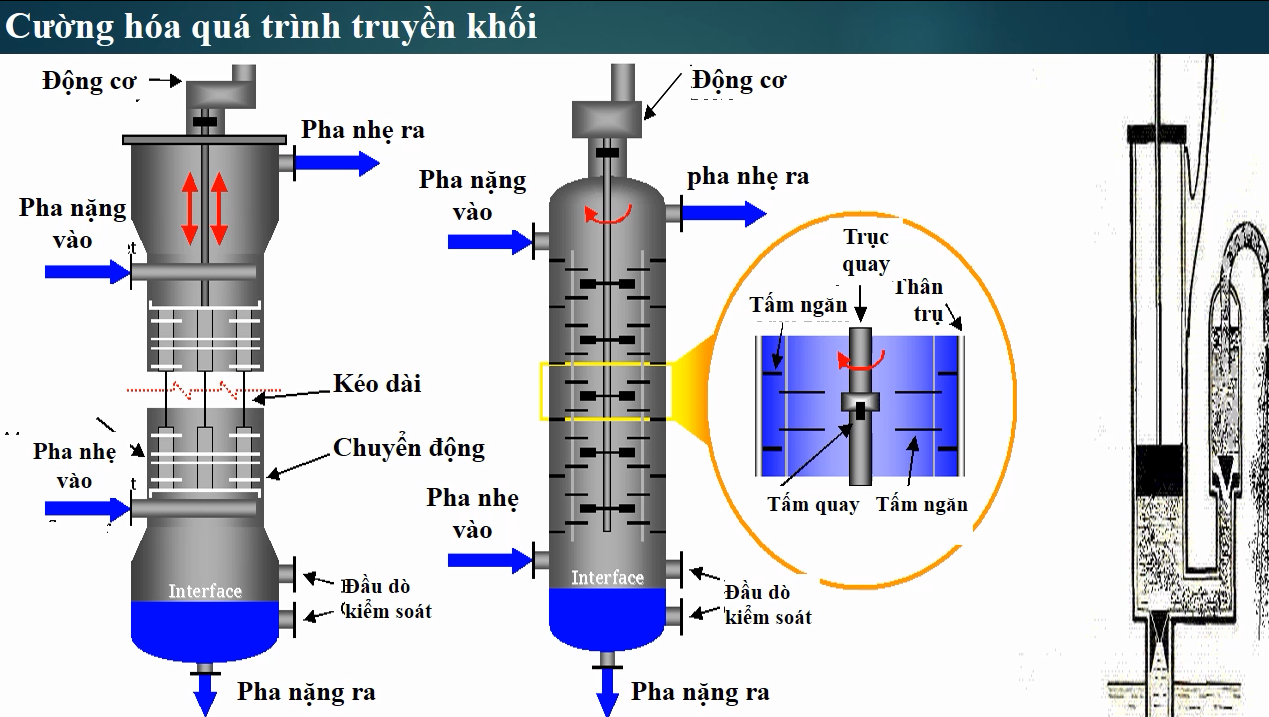 Cường hóa quá trình truyền khối
Động cơ
Pha nhẹ ra
Pha nặng
vào
Kéo dài
Chuyển động
Pha nhẹ
vào
Interface
Đầu dò
kiểm soát
Pha nặng ra
Động cơ
Pha nặng
vào
pha nhẹ ra
Pha nhẹ
vào
Interface
Đầu dò
kiểm soát
Pha nặng ra
Trục
quay
Tấm ngăn
Thân
trụ
Tấm quay
Tấm ngăn